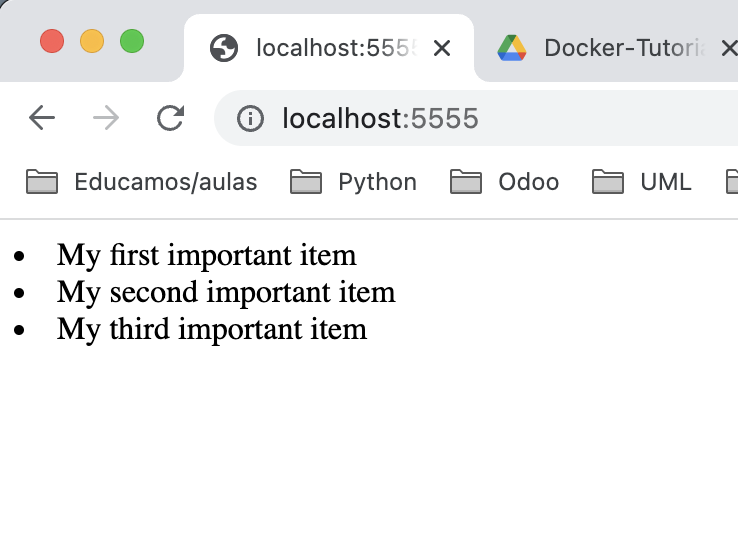 localhost:555
Docker-Tutoria
localhost:5555
Educamos/aulas
Python
Odoo
UML
My first important item
My second important item
My third important item